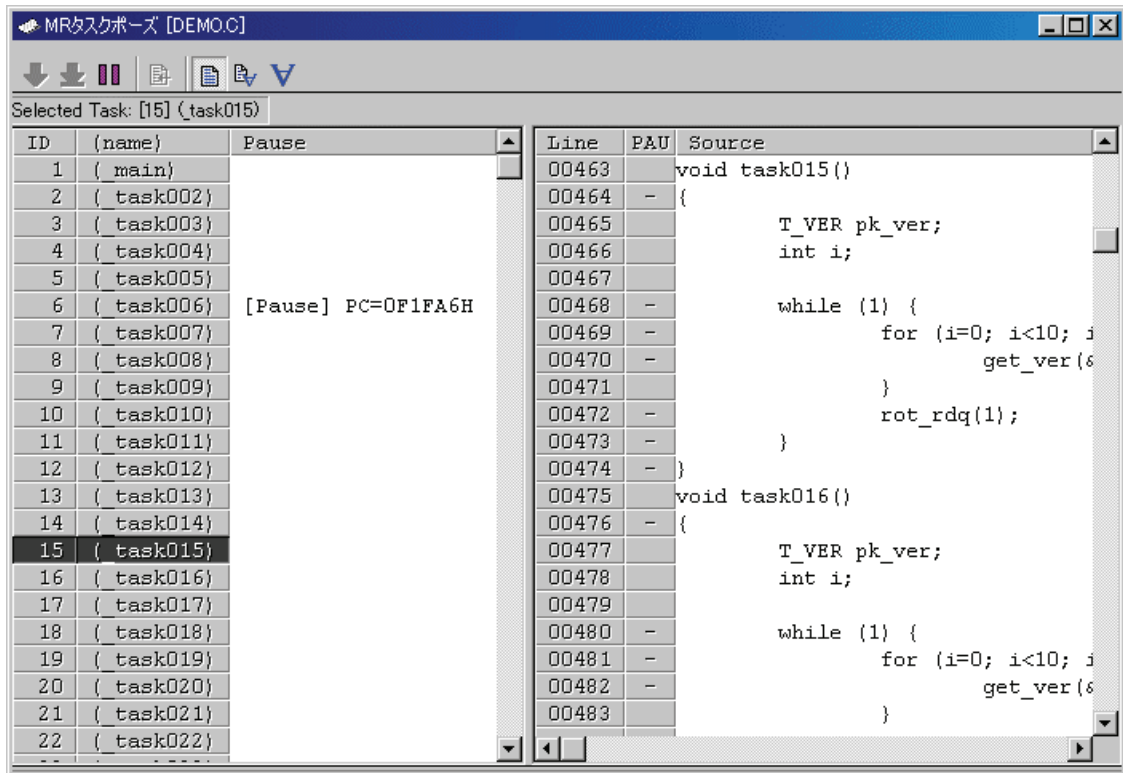 MRタスクポーズ [DEMO.C]
Selected Task: [15] (_task015)
ID (name) Pause
1 (_main)
2 (_task002)
3 (_task003)
4 (_task004)
5 (_task005)
6 (_task006) [Pause] PC=0F1FA6H
7 (_task007)
8 (_task008)
9 (_task009)
10 (_task010)
11 (_task011)
12 (_task012)
13 (_task013)
14 (_task014)
15 (_task015)
16 (_task016)
17 (_task017)
18 (_task018)
19 (_task019)
20 (_task020)
21 (_task021)
22 (_task022)
Line PAU Source
00463 void task015()
00464 - {
00465 T_VER pk_ver;
00466 int i;
00467
00468 - while (1) {
00469 - for (i=0; i<10; i
00470 - get_ver(&
00471 - }
00472 - rot_rdq(1);
00473 - }
00474 - }
00475 void task016()
00476 - {
00477 T_VER pk_ver;
00478 int i;
00479
00480 - while (1) {
00481 - for (i=0; i<10; i
00482 - get_ver(&
00483 }